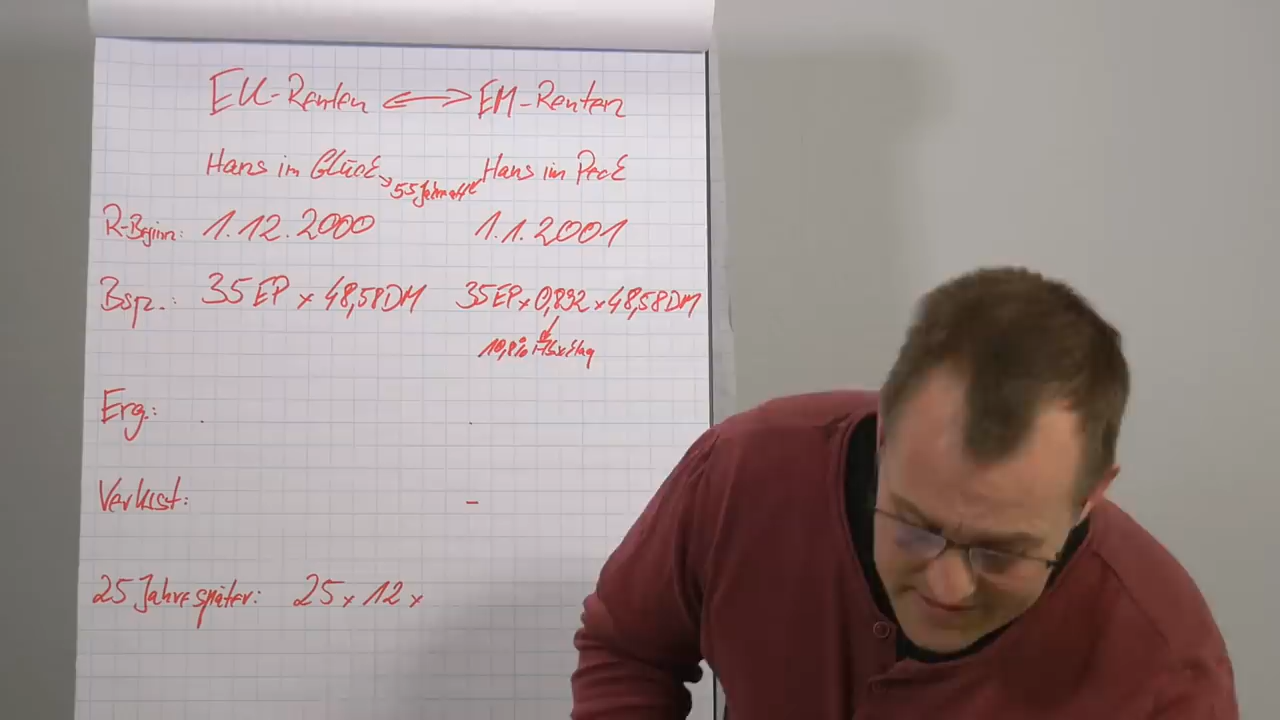 EU-Renten ↔ EM-Renten
Hans im Glück Hans im Pech
55 Jahre alt
R-Beginn: 1.12.2000 1.1.2001
Bsp.: 35 EP x 48,58 DM 35 EP x 0,892 x 48,58 DM
10,8% Abschlag
Erg.:
Verlust: -
25 Jahre später: 25 x 12 x